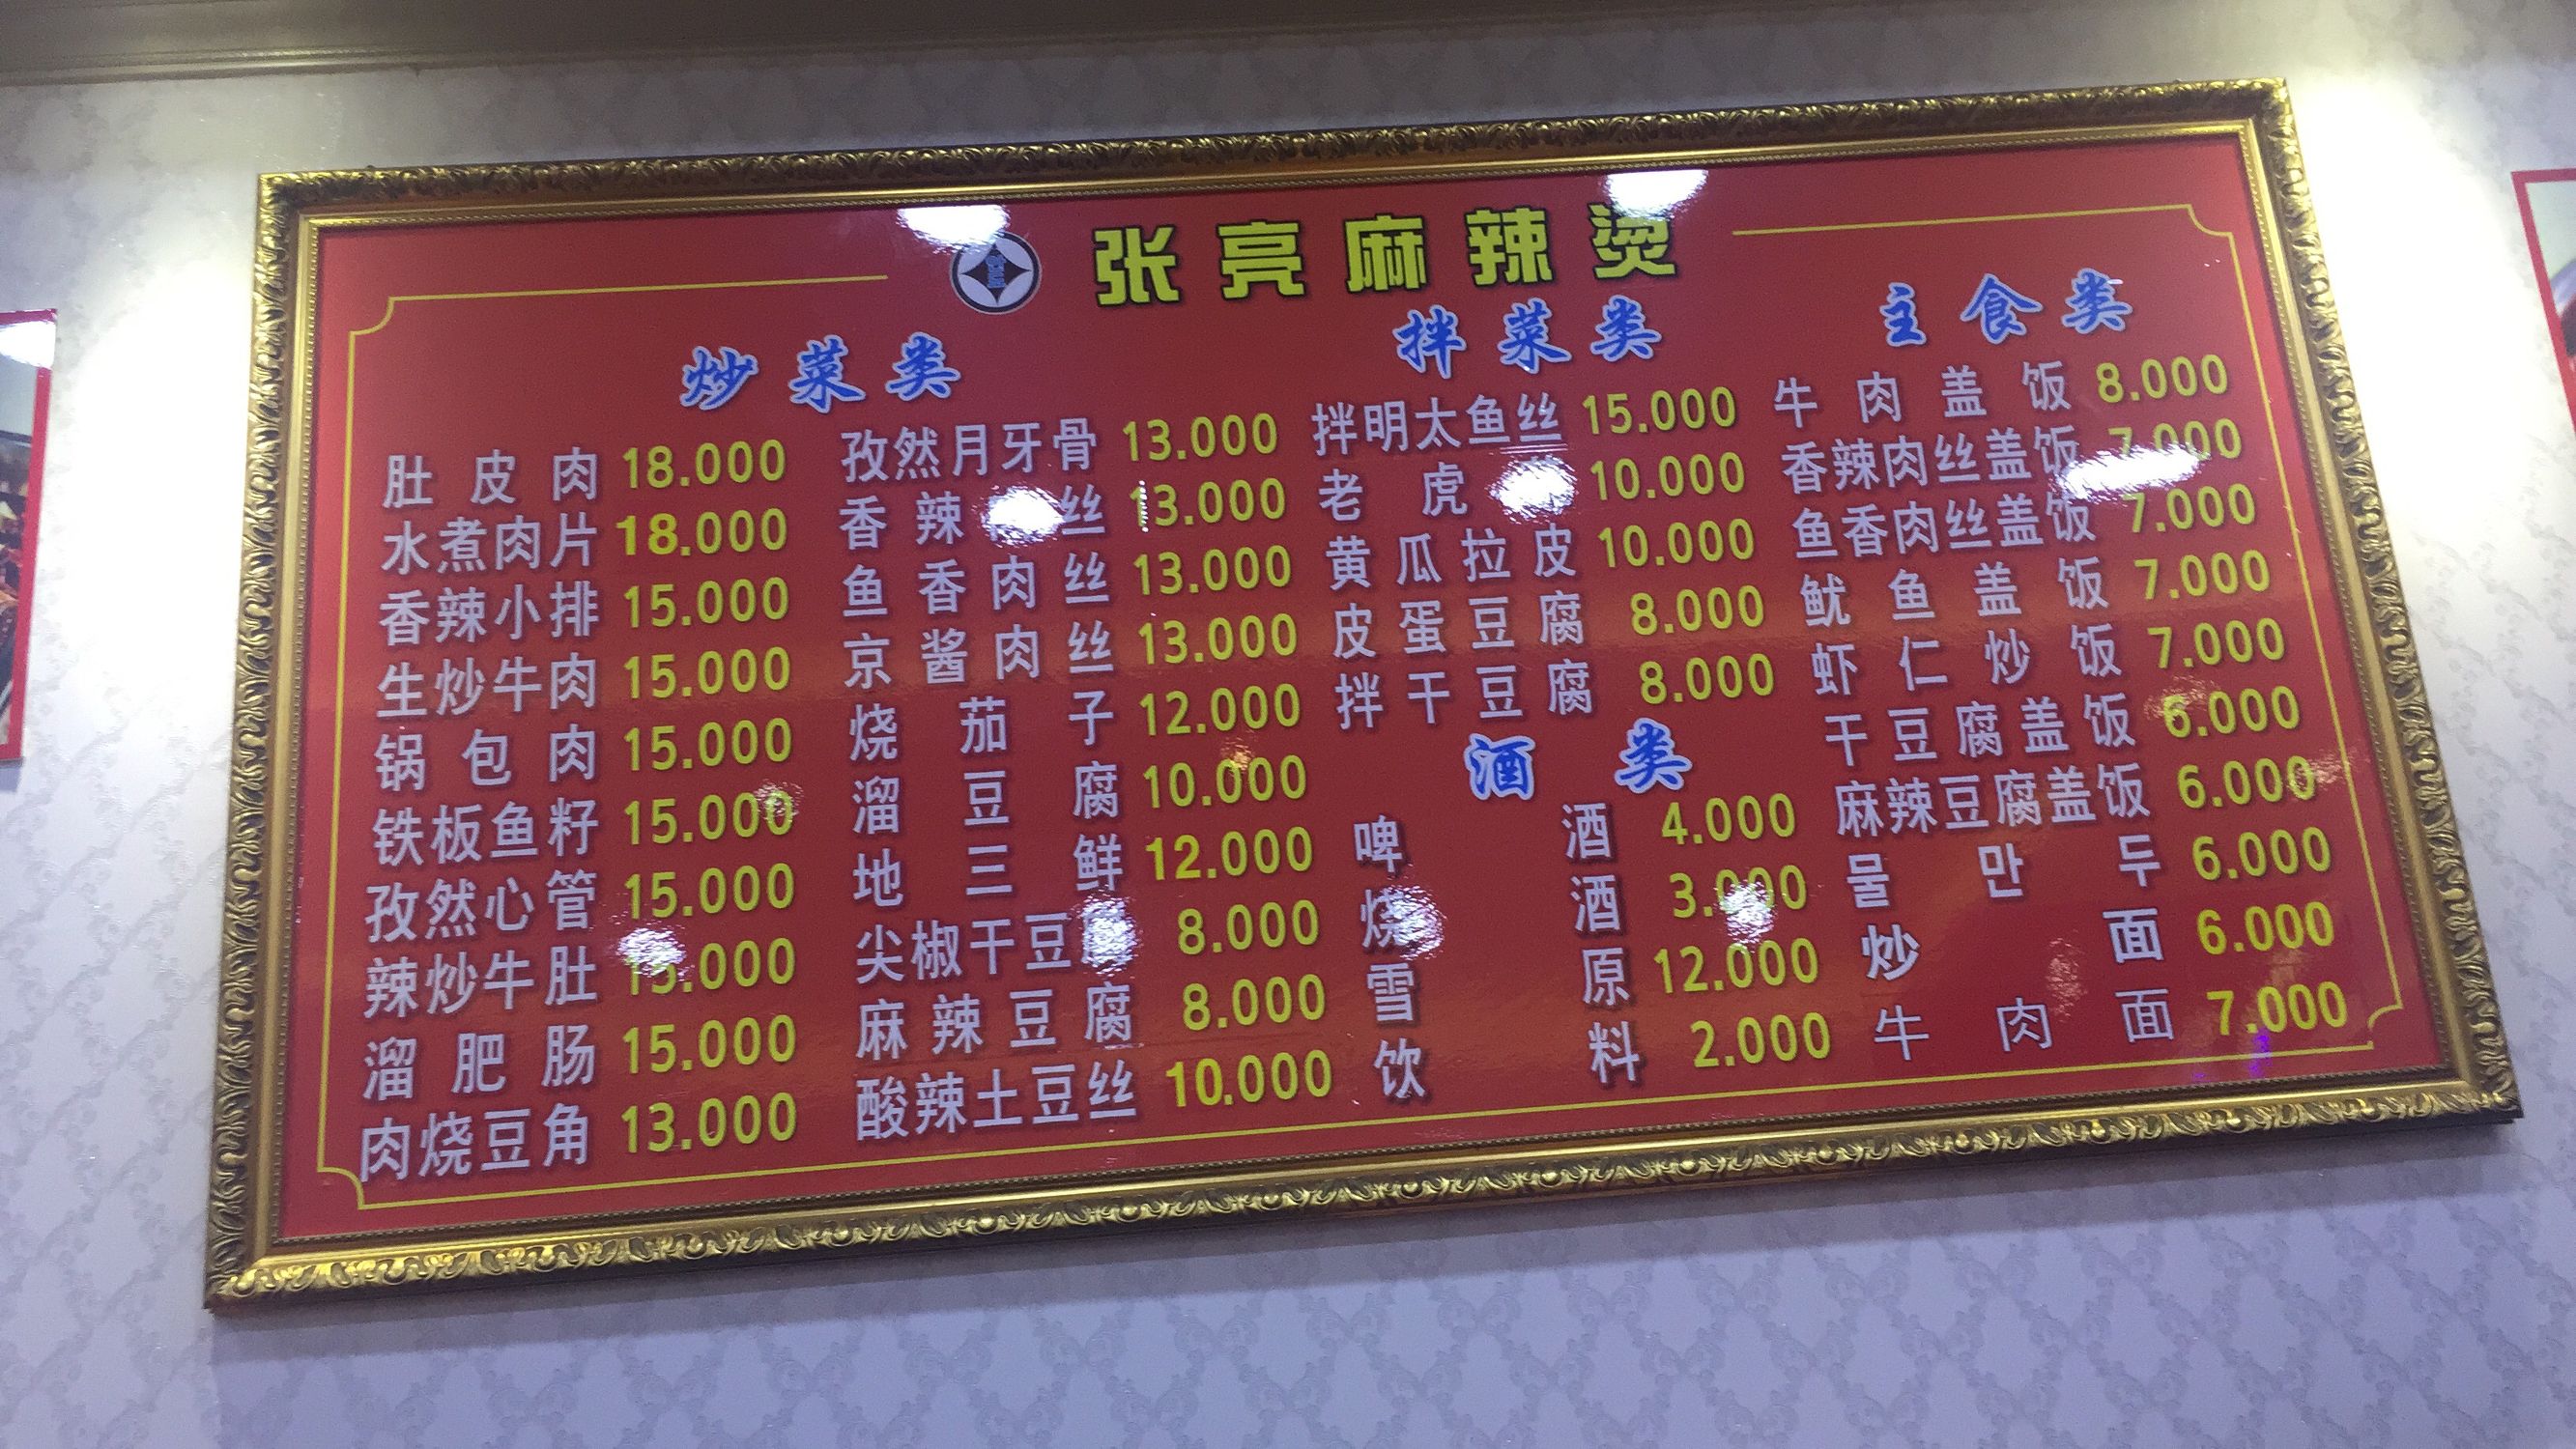 张亮麻辣烫
炒菜类
肚皮肉 18.000
水煮肉片 18.000
香辣小排 15.000
生炒牛肉 15.000
锅包肉 15.000
铁板鱼籽 15.000
孜然心管 15.000
辣炒牛肚 15.000
溜肥肠 15.000
肉烧豆角 13.000
孜然月牙骨 13.000
香辣 丝 13.000
鱼香肉丝 13.000
京酱肉丝 13.000
烧茄子 12.000
溜豆腐 10.000
地三鲜 12.000
尖椒干豆腐 8.000
麻辣豆腐 8.000
酸辣土豆丝 10.000
拌菜类
拌明太鱼丝 15.000
老虎 10.000
黄瓜拉皮 10.000
皮蛋豆腐 8.000
拌干豆腐 8.000
酒类
啤酒 4.000
烧酒 3.000
雪原 12.000
饮料 2.000
主食类
牛肉盖饭 8.000
香辣肉丝盖饭 7.000
鱼香肉丝盖饭 7.000
鱿鱼盖饭 7.000
虾仁炒饭 7.000
干豆腐盖饭 6.000
麻辣豆腐盖饭 6.000
물만두 6.000
炒面 6.000
牛肉面 7.000